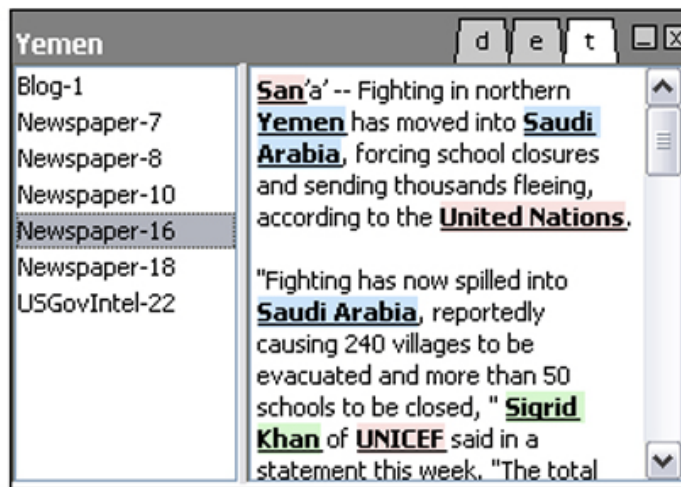 Yemen
d e t
Blog-1
Newspaper-7
Newspaper-8
Newspaper-10
Newspaper-16
Newspaper-18
USGovIntel-22
San'a' -- Fighting in northern
Yemen has moved into Saudi
Arabia, forcing school closures
and sending thousands fleeing,
according to the United Nations.
"Fighting has now spilled into
Saudi Arabia, reportedly
causing 240 villages to be
evacuated and more than 50
schools to be closed, " Sigrid
Khan of UNICEF said in a
statement this week. "The total